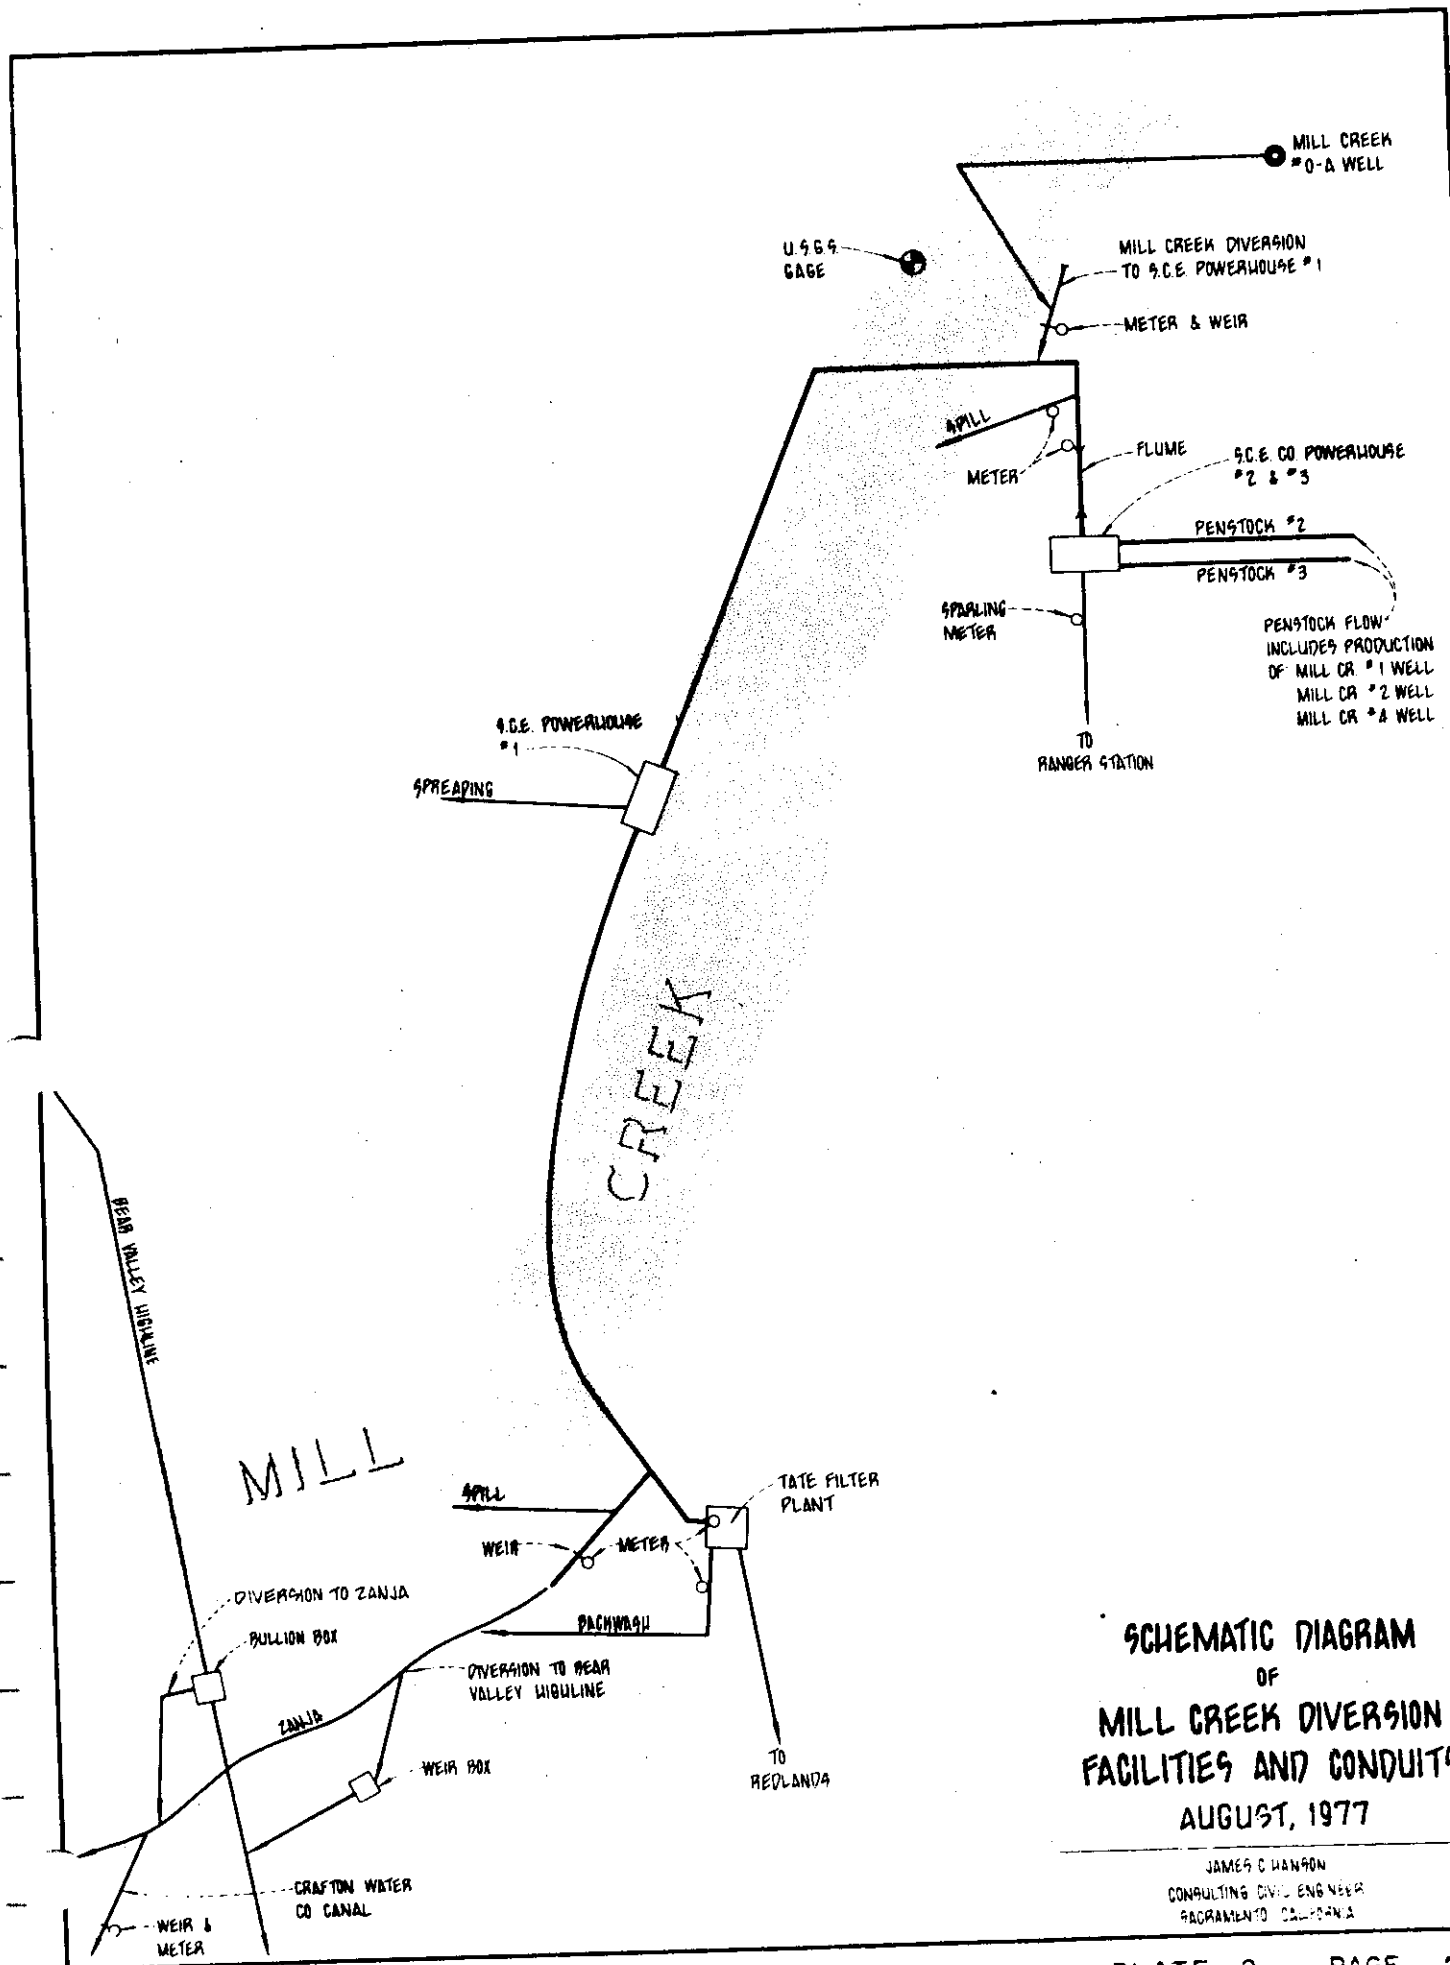 MILL CREEK
#0-A WELL
U.S.G.S.
GAGE
MILL CREEK DIVERSION
TO S.C.E. POWERHOUSE #1
METER & WEIR
SPILL
METER
FLUME
S.C.E. CO. POWERHOUSE
#2 & #3
PENSTOCK #2
PENSTOCK #3
SPARLING
METER
PENSTOCK FLOW
INCLUDES PRODUCTION
OF MILL CR. #1 WELL
MILL CR #2 WELL
MILL CR #4 WELL
TO
RANGER STATION
S.C.E. POWERHOUSE
#1
SPREADING
CREEK
BEAR VALLEY HIGHLINE
MILL
SPILL
TATE FILTER
PLANT
WEIR
METER
DIVERSION TO ZANJA
BACKWASH
BULLION BOX
DIVERSION TO BEAR
VALLEY HIGHLINE
ZANJA
WEIR BOX
TO
REDLANDS
CRAFTON WATER
CO CANAL
WEIR &
METER
SCHEMATIC DIAGRAM
OF
MILL CREEK DIVERSION
FACILITIES AND CONDUITS
AUGUST, 1977
JAMES C HANSON
CONSULTING CIVIL ENGINEER
SACRAMENTO CALIFORNIA